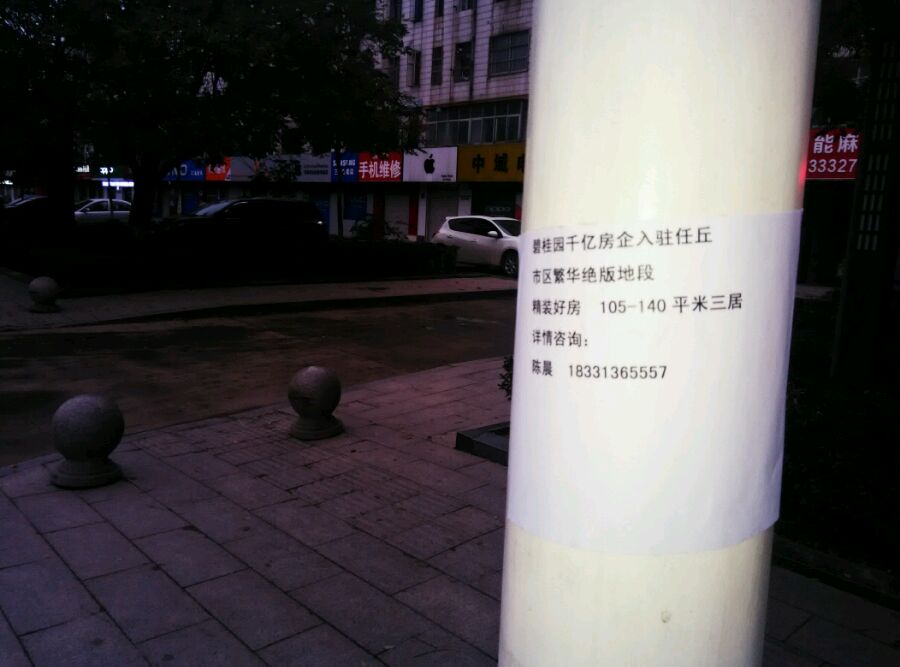 碧桂园千亿房企入驻任丘
市区繁华绝版地段
精装好房 105-140 平米三居
详情咨询:
陈晨 18331365557
手机维修
中域
能麻
33327